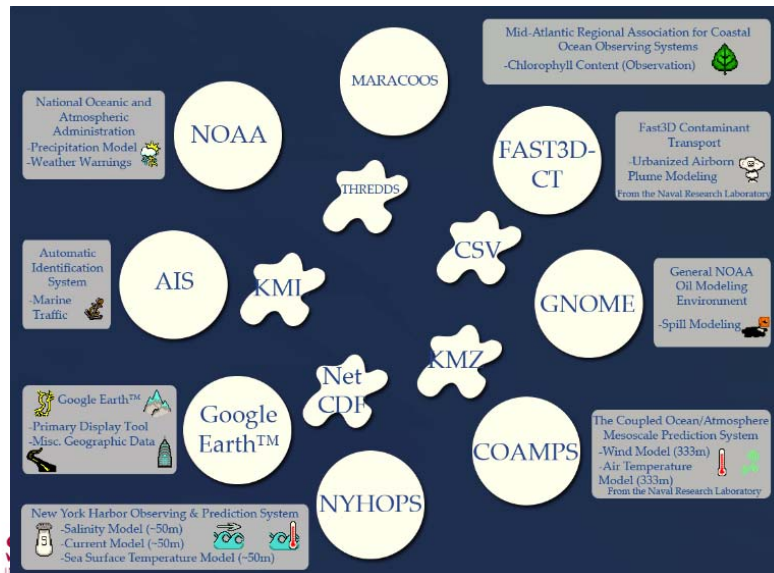 MARACOOS
Mid-Atlantic Regional Association for Coastal
Ocean Observing Systems
-Chlorophyll Content (Observation)
National Oceanic and
Atmospheric
Administration
-Precipitation Model
-Weather Warnings
NOAA
FAST3D-
CT
Fast3D Contaminant
Transport
-Urbanized Airborn
Plume Modeling
From the Naval Research Laboratory
THREDDS
CSV
Automatic
Identification
System
-Marine
Traffic
AIS
KMI
GNOME
General NOAA
Oil Modeling
Environment
-Spill Modeling
KMZ
Net
CDF
Google Earth™
-Primary Display Tool
-Misc. Geographic Data
Google
Earth™
COAMPS
The Coupled Ocean/Atmosphere
Mesoscale Prediction System
-Wind Model (333m)
-Air Temperature
Model (333m)
From the Naval Research Laboratory
NYHOPS
New York Harbor Observing & Prediction System
-Salinity Model (~50m)
-Current Model (~50m)
-Sea Surface Temperature Model (~50m)
S